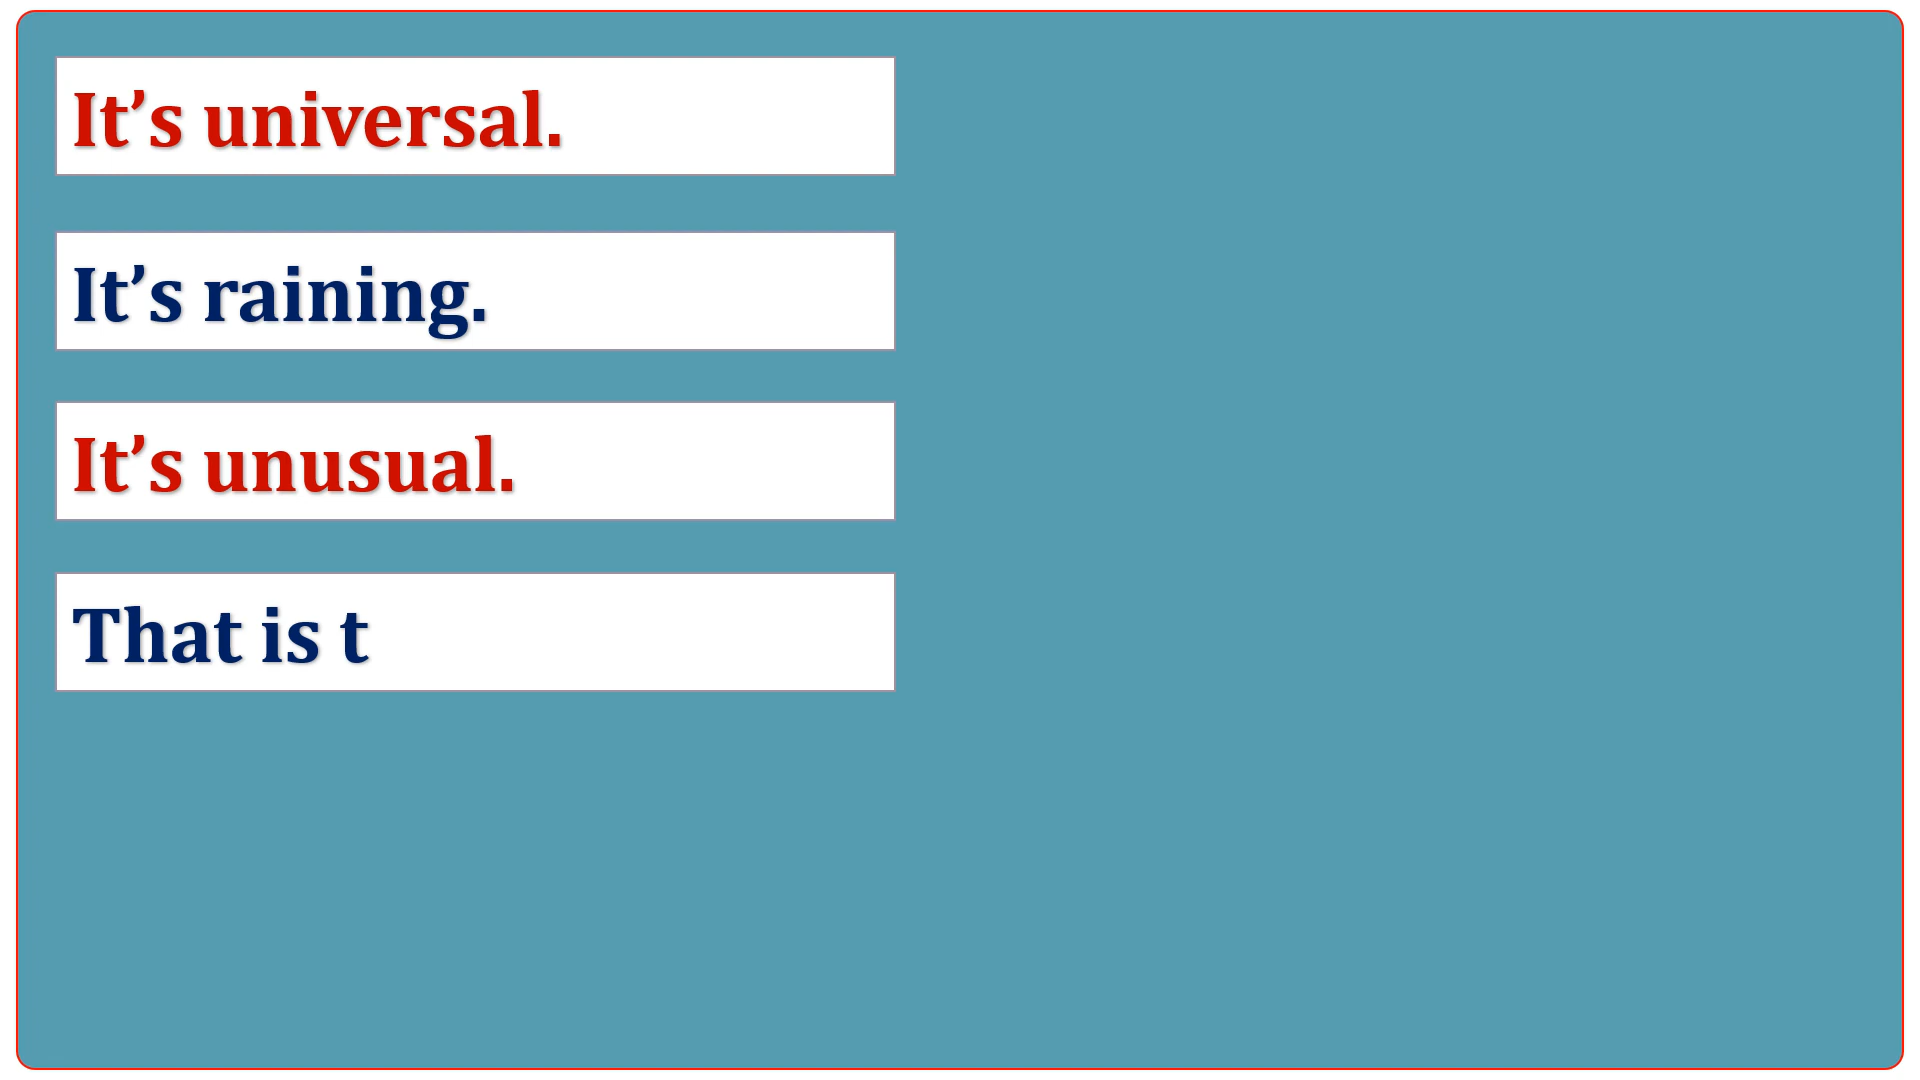 It’s universal.
It’s raining.
It’s unusual.
That is t